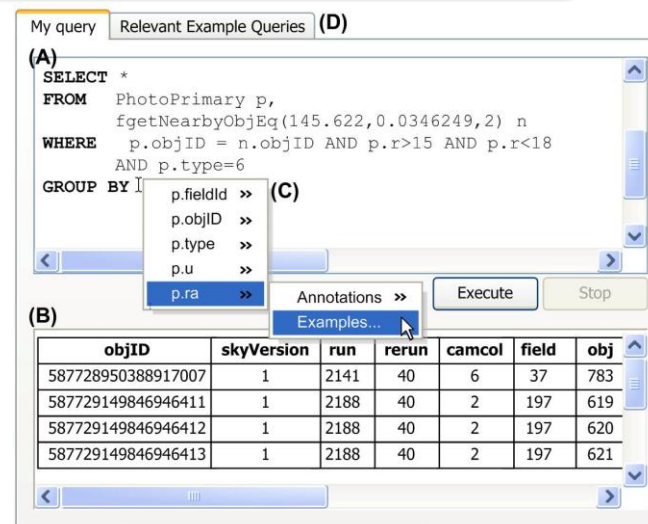 My query Relevant Example Queries (D)
(A)
SELECT *
FROM PhotoPrimary p,
fgetNearbyObjEq(145.622,0.0346249,2) n
WHERE p.objID = n.objID AND p.r>15 AND p.r<18
AND p.type=6
GROUP BY
(C)
p.fieldId »
p.objID »
p.type »
p.u »
p.ra »
Annotations »
Examples...
Execute Stop
(B)
objID skyVersion run rerun camcol field obj
587728950388917007 1 2141 40 6 37 783
587729149846946411 1 2188 40 2 197 619
587729149846946412 1 2188 40 2 197 620
587729149846946413 1 2188 40 2 197 621